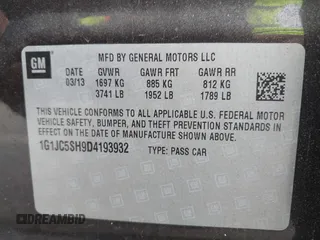 GM
MFD BY GENERAL MOTORS LLC
DATE GVWR GAWR FRT GAWR RR
03/13 1697 KG 885 KG 812 KG
3741 LB 1952 LB 1789 LB
THIS VEHICLE CONFORMS TO ALL APPLICABLE U.S. FEDERAL MOTOR
VEHICLE SAFETY, BUMPER, AND THEFT PREVENTION STANDARDS IN
EFFECT ON THE DATE OF MANUFACTURE SHOWN ABOVE.
1G1JC5SH9D4193932 TYPE: PASS CAR
DREAMBID